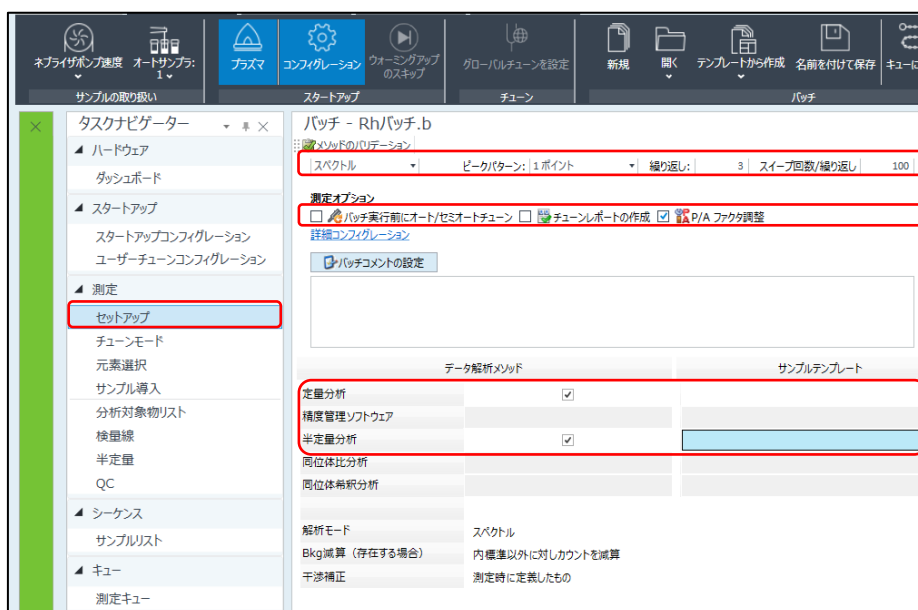 ネブライザポンプ速度
オートサンプラ:
1
プラズマ
コンフィグレーション
ウォーミングアップ
のスキップ
グローバルチューンを設定
新規
開く
テンプレートから作成
名前を付けて保存
キューに
サンプルの取り扱い
スタートアップ
チューン
バッチ
タスクナビゲーター
ハードウェア
ダッシュボード
スタートアップ
スタートアップコンフィグレーション
ユーザーチューンコンフィグレーション
測定
セットアップ
チューンモード
元素選択
サンプル導入
分析対象物リスト
検量線
半定量
QC
シーケンス
サンプルリスト
キュー
測定キュー
バッチ - Rhバッチ.b
メソッドのバリデーション
スペクトル ピークパターン: 1 ポイント 繰り返し: 3 スイープ回数/繰り返し 100
測定オプション
バッチ実行前にオート/セミオートチューン チューンレポートの作成 P/A ファクタ調整
詳細コンフィグレーション
バッチコメントの設定
データ解析メソッド サンプルテンプレート
定量分析
精度管理ソフトウェア
半定量分析
同位体比分析
同位体希釈分析
解析モード スペクトル
Bkg減算（存在する場合） 内標準以外に対しカウントを減算
干渉補正 測定時に定義したもの